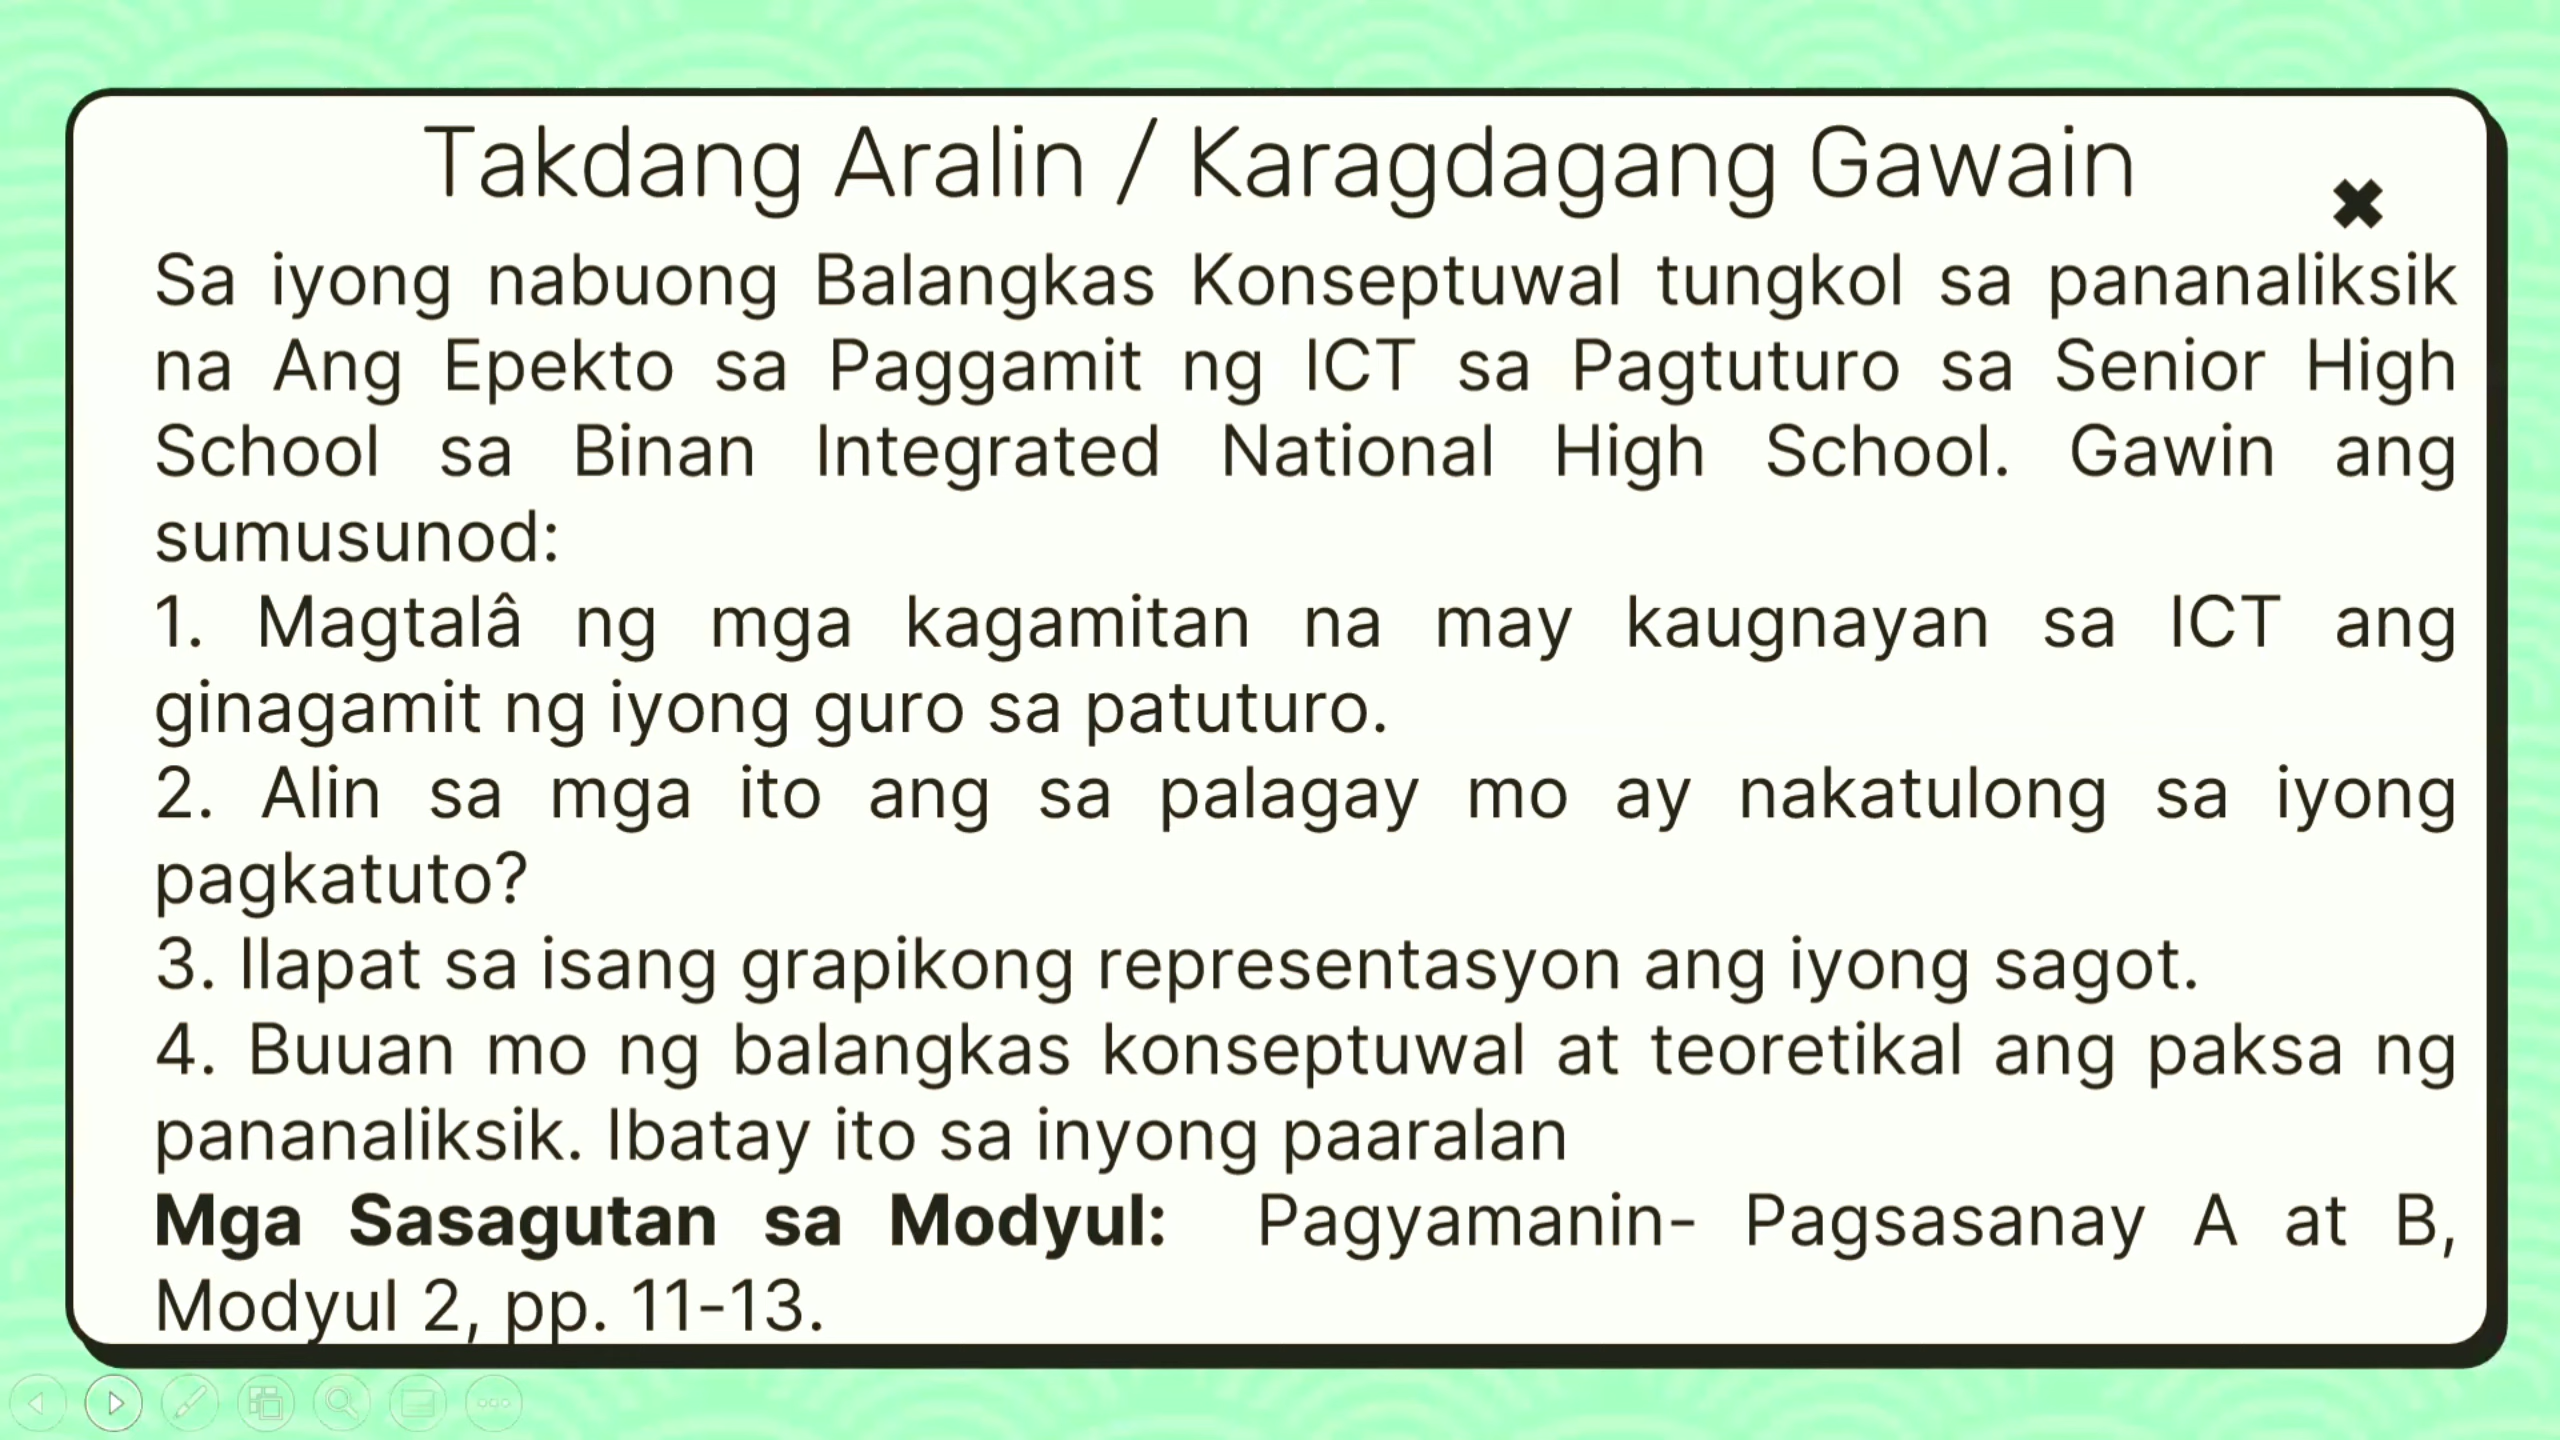 Takdang Aralin / Karagdagang Gawain
Sa iyong nabuong Balangkas Konseptuwal tungkol sa pananaliksik
na Ang Epekto sa Paggamit ng ICT sa Pagtuturo sa Senior High
School sa Binan Integrated National High School. Gawin ang
sumusunod:
1. Magtalâ ng mga kagamitan na may kaugnayan sa ICT ang
ginagamit ng iyong guro sa patuturo.
2. Alin sa mga ito ang sa palagay mo ay nakatulong sa iyong
pagkatuto?
3. Ilapat sa isang grapikong representasyon ang iyong sagot.
4. Buuan mo ng balangkas konseptuwal at teoretikal ang paksa ng
pananaliksik. Ibatay ito sa inyong paaralan
Mga Sasagutan sa Modyul: Pagyamanin- Pagsasanay A at B,
Modyul 2, pp. 11-13.